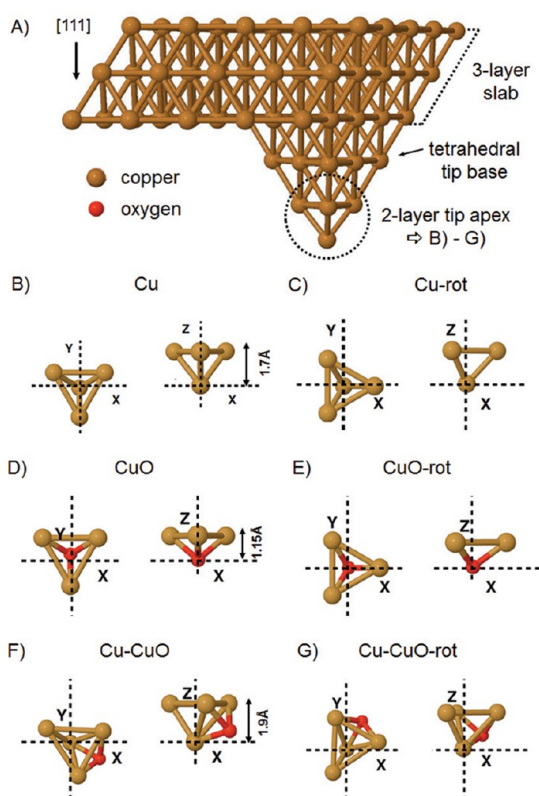 A)
[111]
3-layer
slab
tetrahedral
tip base
copper
oxygen
2-layer tip apex
⇨ B) - G)
B) Cu
Y
X
Z
X
1.7Å
C) Cu-rot
Y
X
Z
X
D) CuO
Y
X
Z
X
1.15Å
E) CuO-rot
Y
X
Z
X
F) Cu-CuO
Y
X
Z
X
1.9Å
G) Cu-CuO-rot
Y
X
Z
X